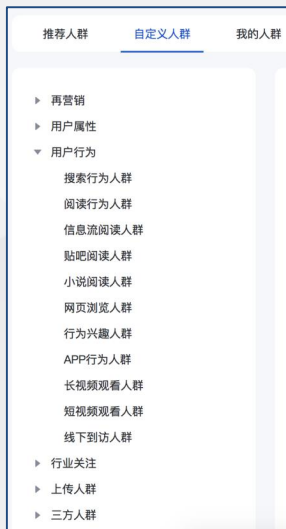 推荐人群 自定义人群 我的人群
再营销
用户属性
用户行为
搜索行为人群
阅读行为人群
信息流阅读人群
贴吧阅读人群
小说阅读人群
网页浏览人群
行为兴趣人群
APP行为人群
长视频观看人群
短视频观看人群
线下到访人群
行业关注
上传人群
三方人群